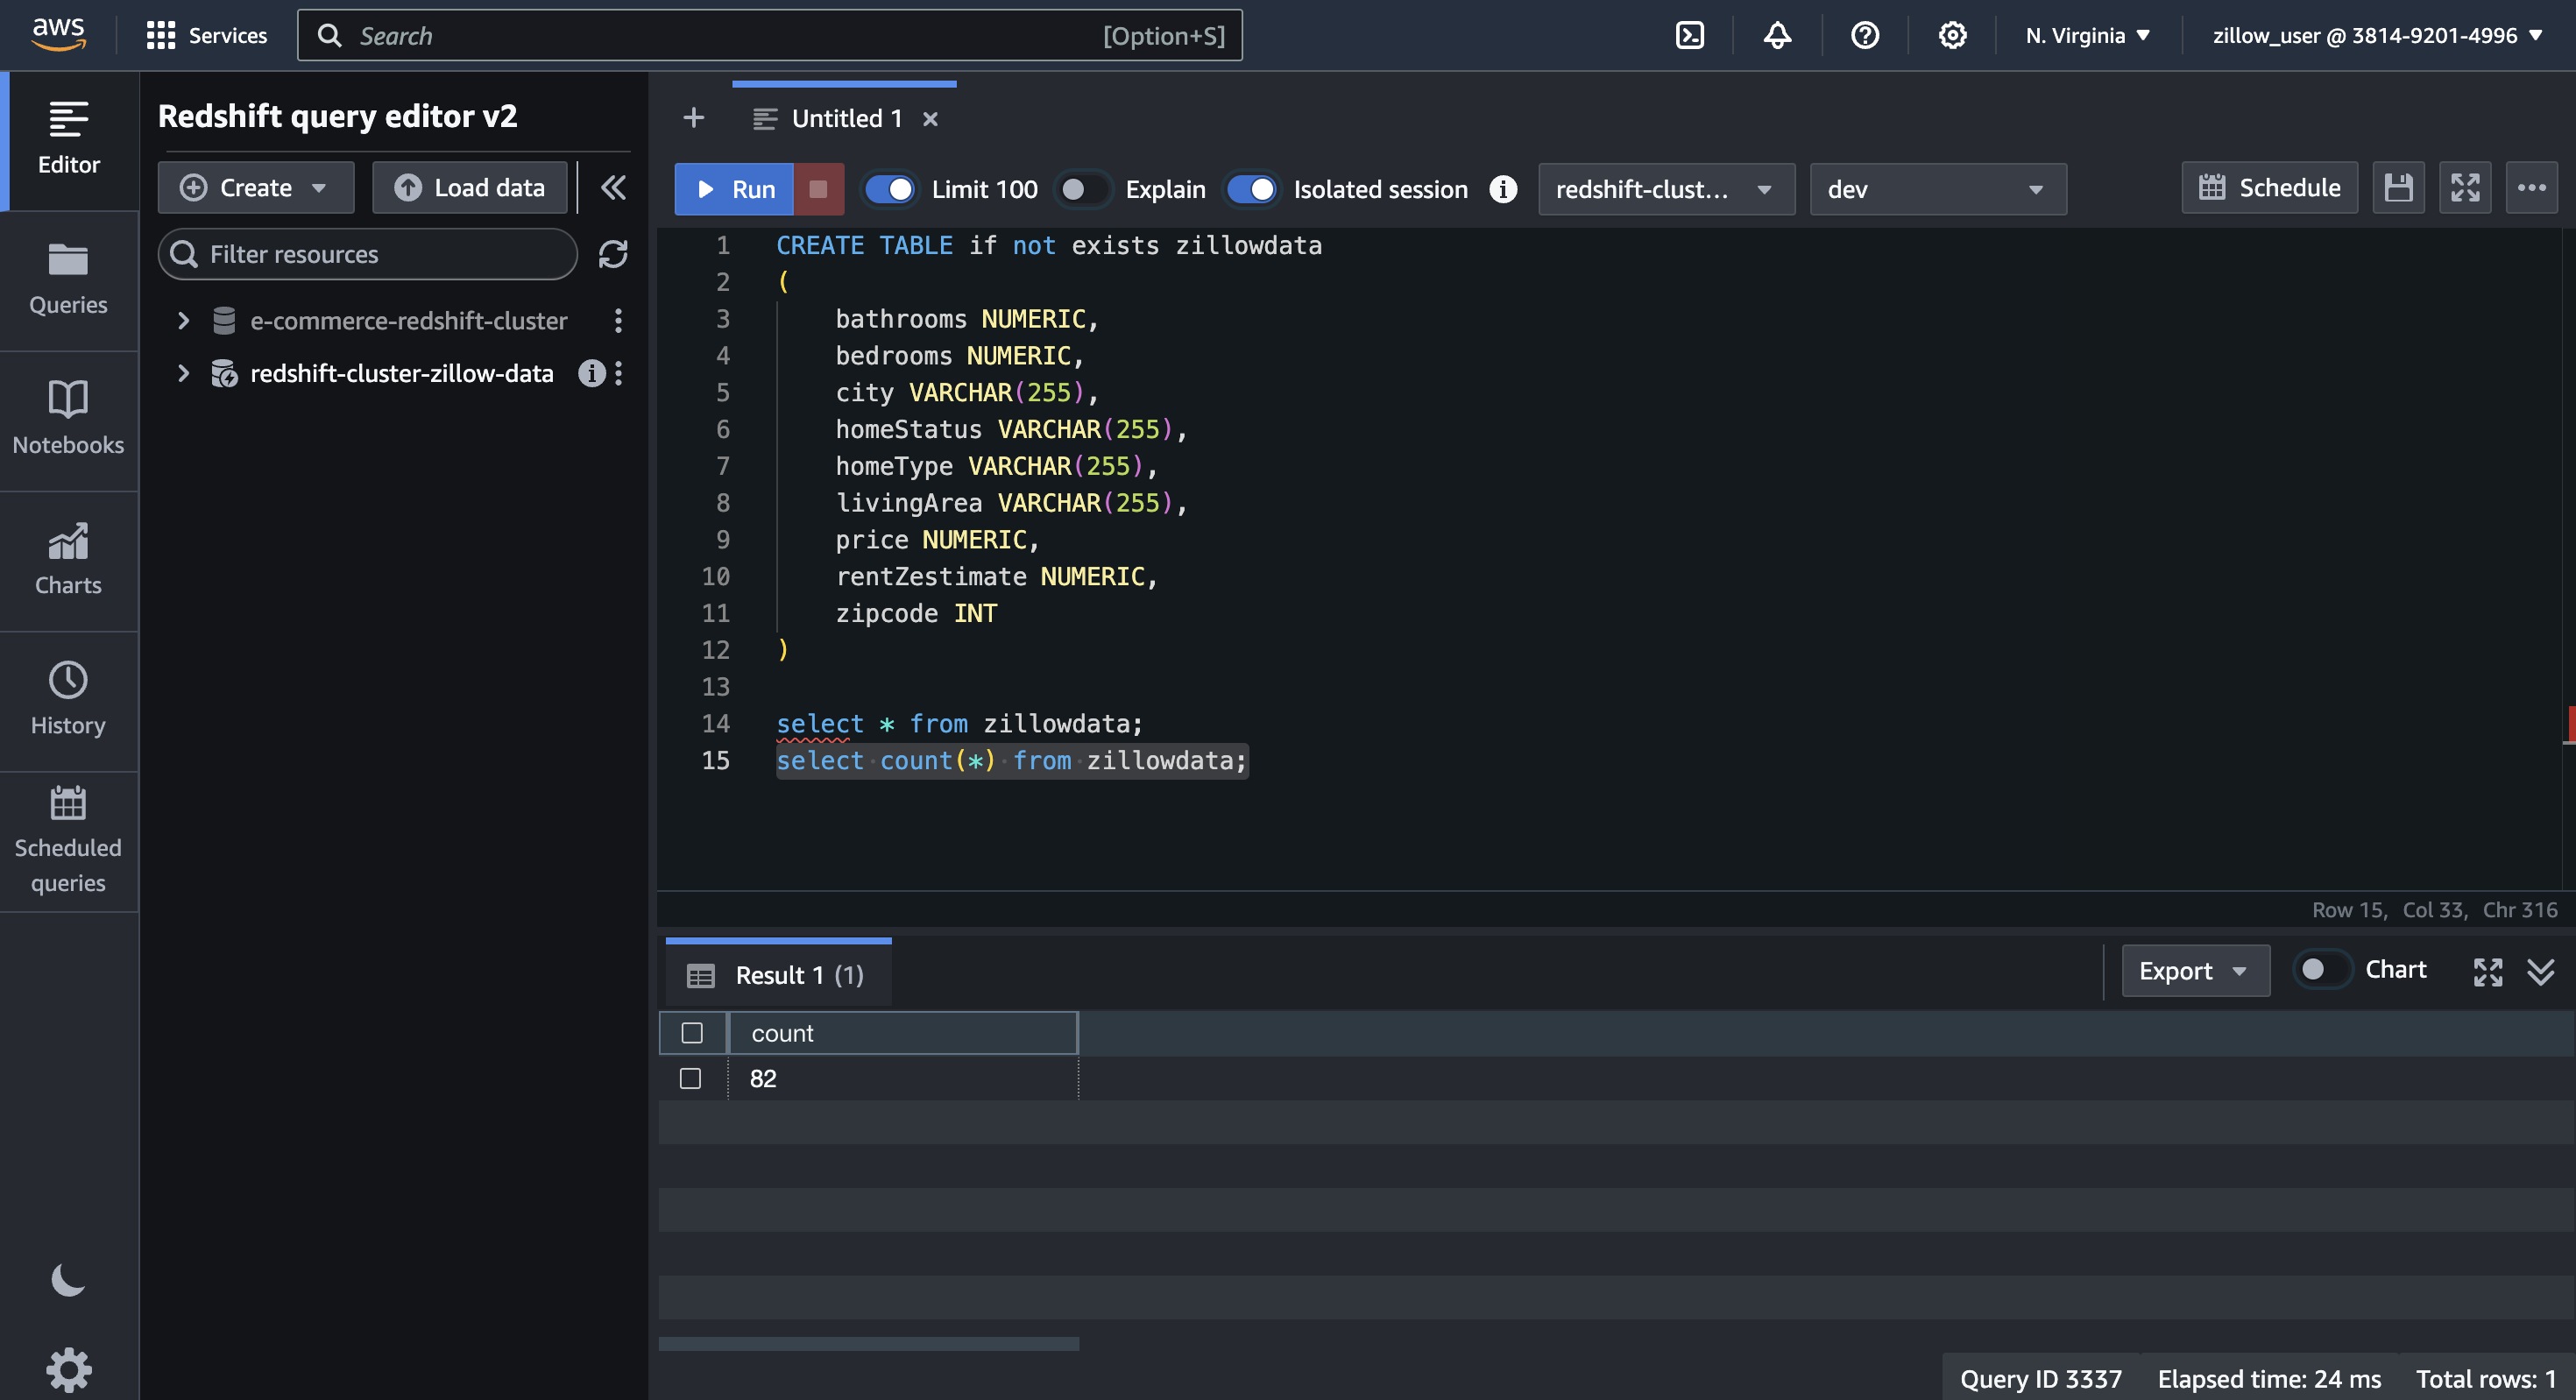 aws
Services
Search
[Option+S]
N. Virginia
zillow_user @ 3814-9201-4996
Editor
Queries
Notebooks
Charts
History
Scheduled
queries
Redshift query editor v2
Create
Load data
Filter resources
e-commerce-redshift-cluster
redshift-cluster-zillow-data
Untitled 1
Run
Limit 100
Explain
Isolated session
redshift-clust...
dev
Schedule
1 CREATE TABLE if not exists zillowdata
2 (
3 bathrooms NUMERIC,
4 bedrooms NUMERIC,
5 city VARCHAR(255),
6 homeStatus VARCHAR(255),
7 homeType VARCHAR(255),
8 livingArea VARCHAR(255),
9 price NUMERIC,
10 rentZestimate NUMERIC,
11 zipcode INT
12 )
13
14 select * from zillowdata;
15 select count(*) from zillowdata;
Row 15, Col 33, Chr 316
Result 1 (1)
Export
Chart
count
82
Query ID 3337 Elapsed time: 24 ms Total rows: 1